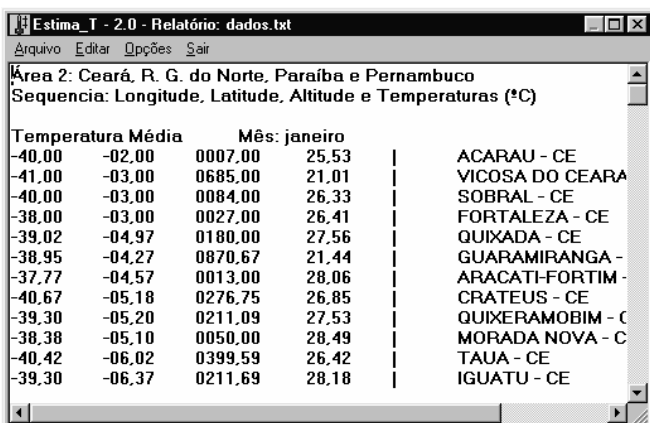 Estima_T - 2.0 - Relatório: dados.txt
Arquivo Editar Opções Sair
Área 2: Ceará, R. G. do Norte, Paraíba e Pernambuco
Sequencia: Longitude, Latitude, Altitude e Temperaturas (ºC)
Temperatura Média Mês: janeiro
-40,00 -02,00 0007,00 25,53 | ACARAU - CE
-41,00 -03,00 0685,00 21,01 | VICOSA DO CEARA
-40,00 -03,00 0084,00 26,33 | SOBRAL - CE
-38,00 -03,00 0027,00 26,41 | FORTALEZA - CE
-39,02 -04,97 0180,00 27,56 | QUIXADA - CE
-38,95 -04,27 0870,67 21,44 | GUARAMIRANGA -
-37,77 -04,57 0013,00 28,06 | ARACATI-FORTIM -
-40,67 -05,18 0276,75 26,85 | CRATEUS - CE
-39,30 -05,20 0211,09 27,53 | QUIXERAMOBIM - C
-38,38 -05,10 0050,00 28,49 | MORADA NOVA - C
-40,42 -06,02 0399,59 26,42 | TAUA - CE
-39,30 -06,37 0211,69 28,18 | IGUATU - CE